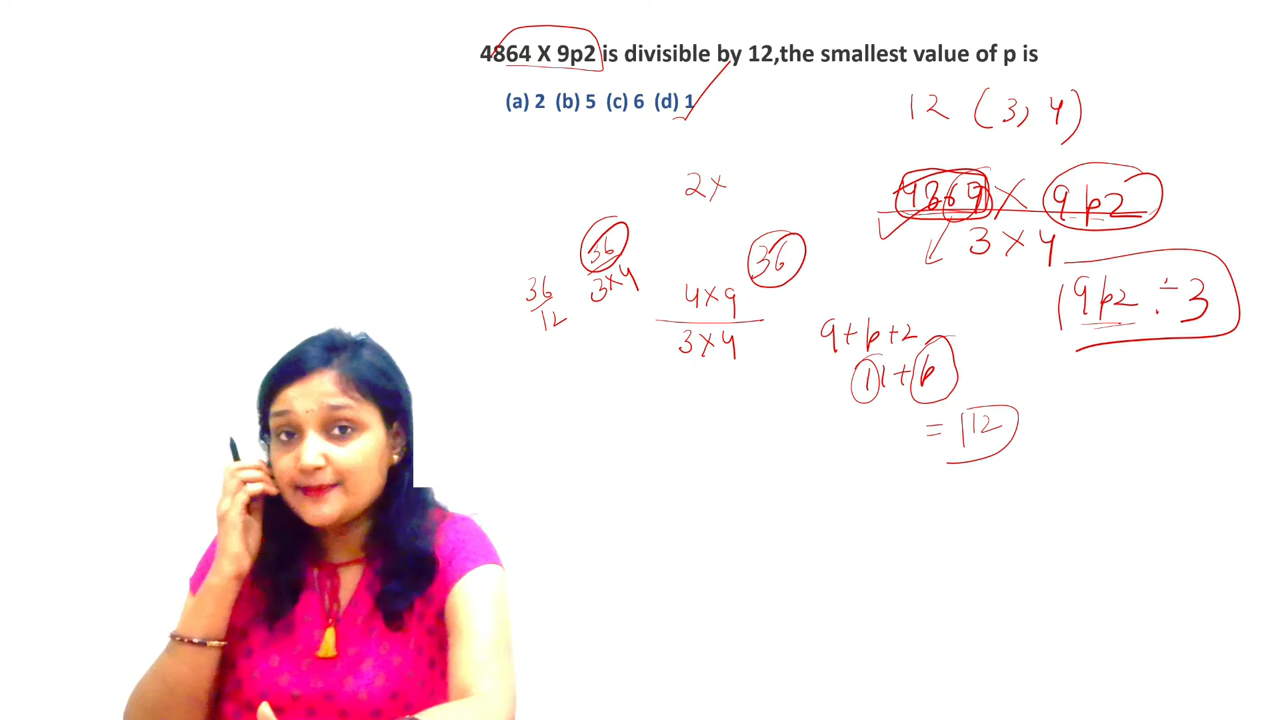 4864 X 9p2 is divisible by 12,the smallest value of p is
(a) 2 (b) 5 (c) 6 (d) 1
12 (3, 4)
2 ×
4864 × 9p2
3 × 4
9p2 ÷ 3
36
3×4
36
12
36
4×9
3×4
9+p+2
11+p
= 12